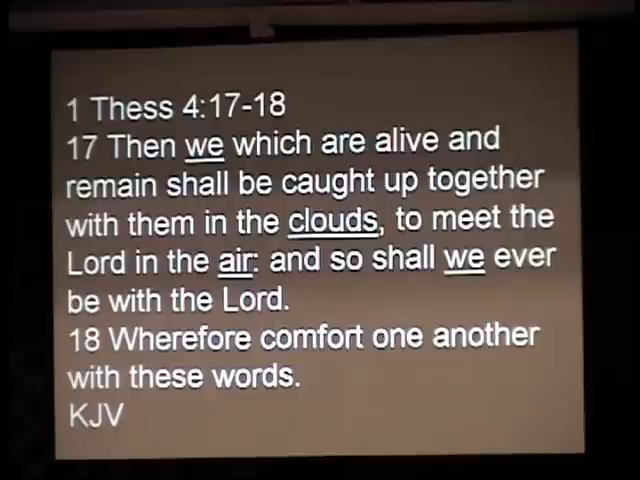 1 Thess 4:17-18
17 Then we which are alive and
remain shall be caught up together
with them in the clouds, to meet the
Lord in the air: and so shall we ever
be with the Lord.
18 Wherefore comfort one another
with these words.
KJV